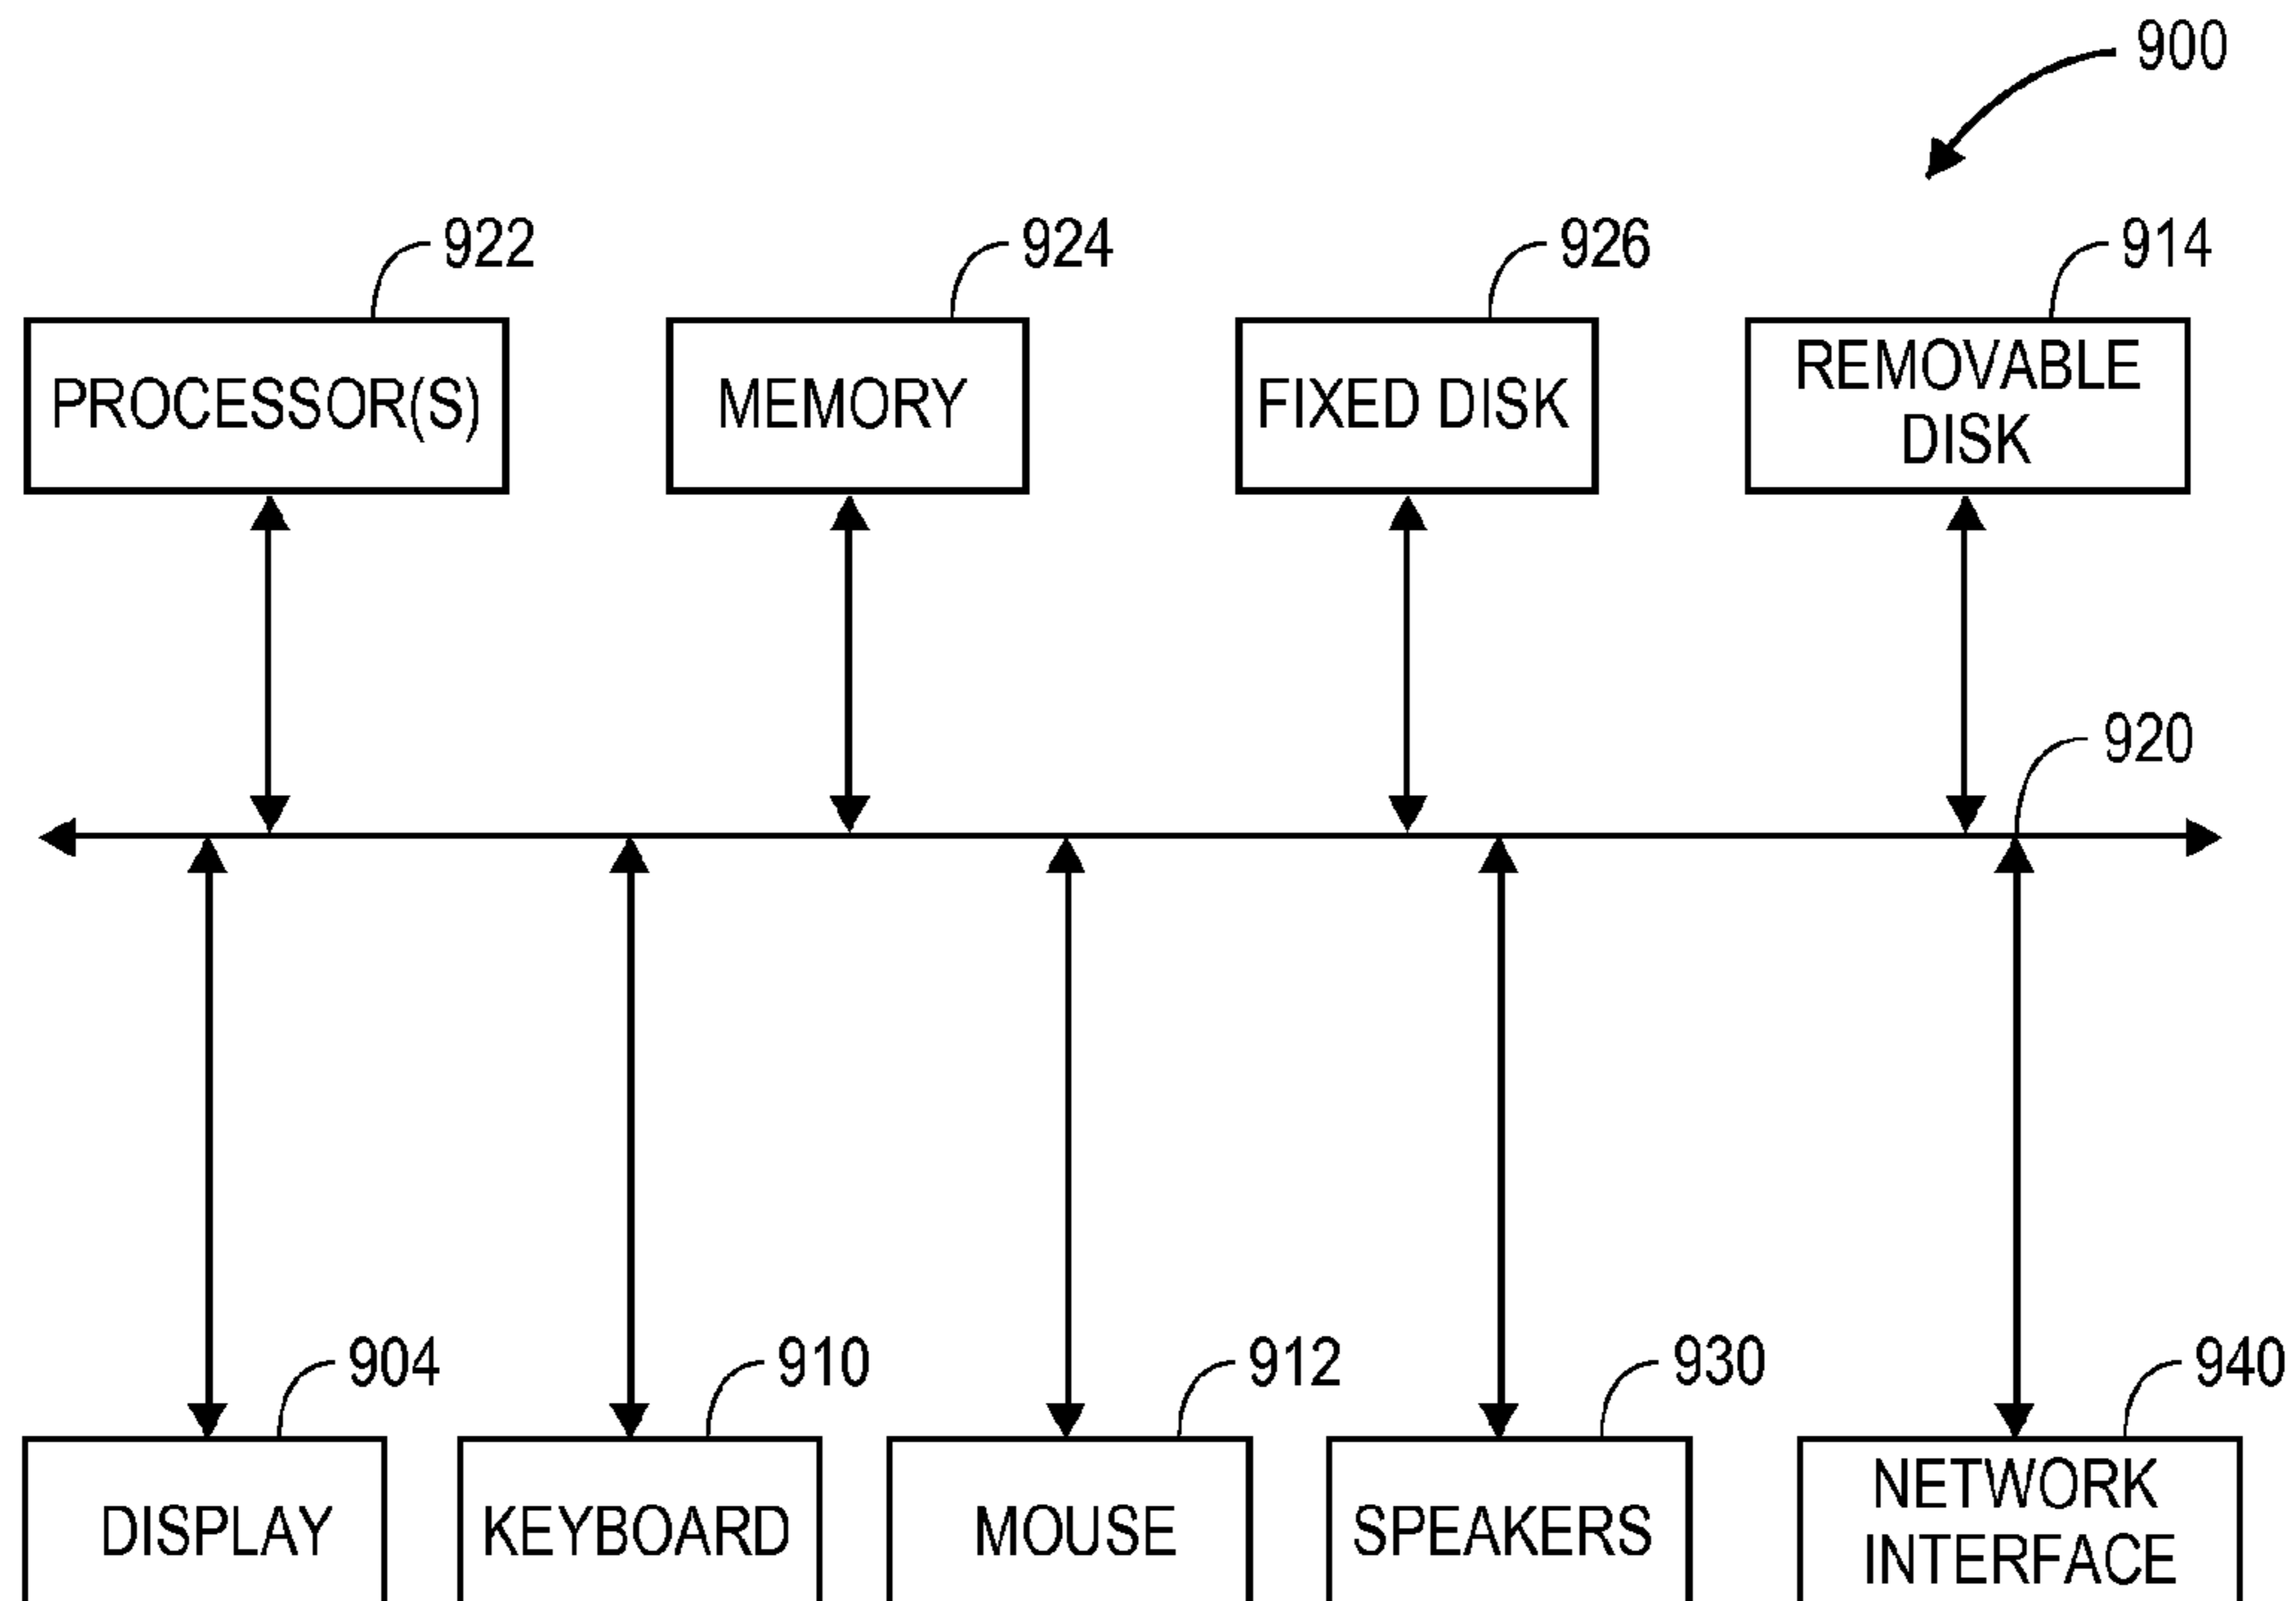 900
922
924
926
914
PROCESSOR(S)
MEMORY
FIXED DISK
REMOVABLE
DISK
920
904
910
912
930
940
DISPLAY
KEYBOARD
MOUSE
SPEAKERS
NETWORK
INTERFACE